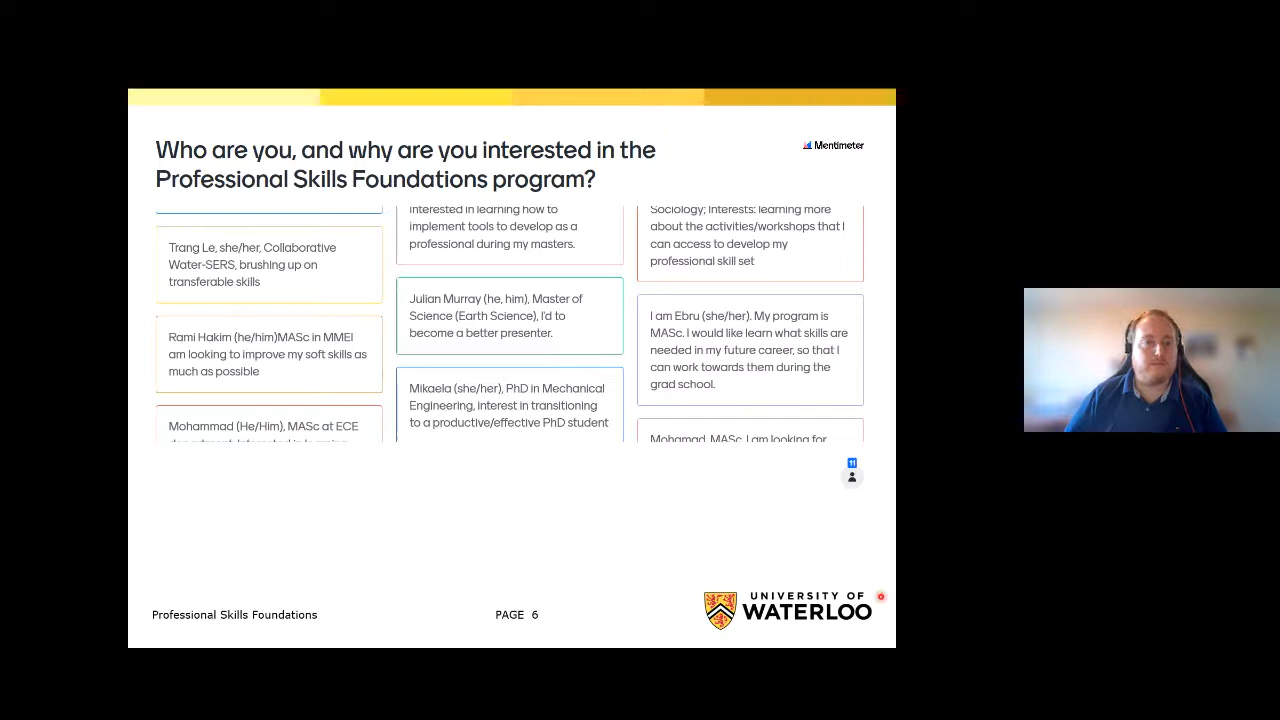 Who are you, and why are you interested in the
Professional Skills Foundations program?
Mentimeter
Trang Le, she/her, Collaborative
Water-SERS, brushing up on
transferable skills
Rami Hakim (he/him)MASc in MMEI
am looking to improve my soft skills as
much as possible
Mohammad (He/Him), MASc at ECE
interested in learning how to
implement tools to develop as a
professional during my masters.
Julian Murray (he, him), Master of
Science (Earth Science), I'd to
become a better presenter.
Mikaela (she/her), PhD in Mechanical
Engineering, interest in transitioning
to a productive/effective PhD student
Sociology; Interests: learning more
about the activities/workshops that I
can access to develop my
professional skill set
I am Ebru (she/her). My program is
MASc. I would like learn what skills are
needed in my future career, so that I
can work towards them during the
grad school.
Mohamad, MASc, I am looking for
11
Professional Skills Foundations
PAGE 6
UNIVERSITY OF
WATERLOO